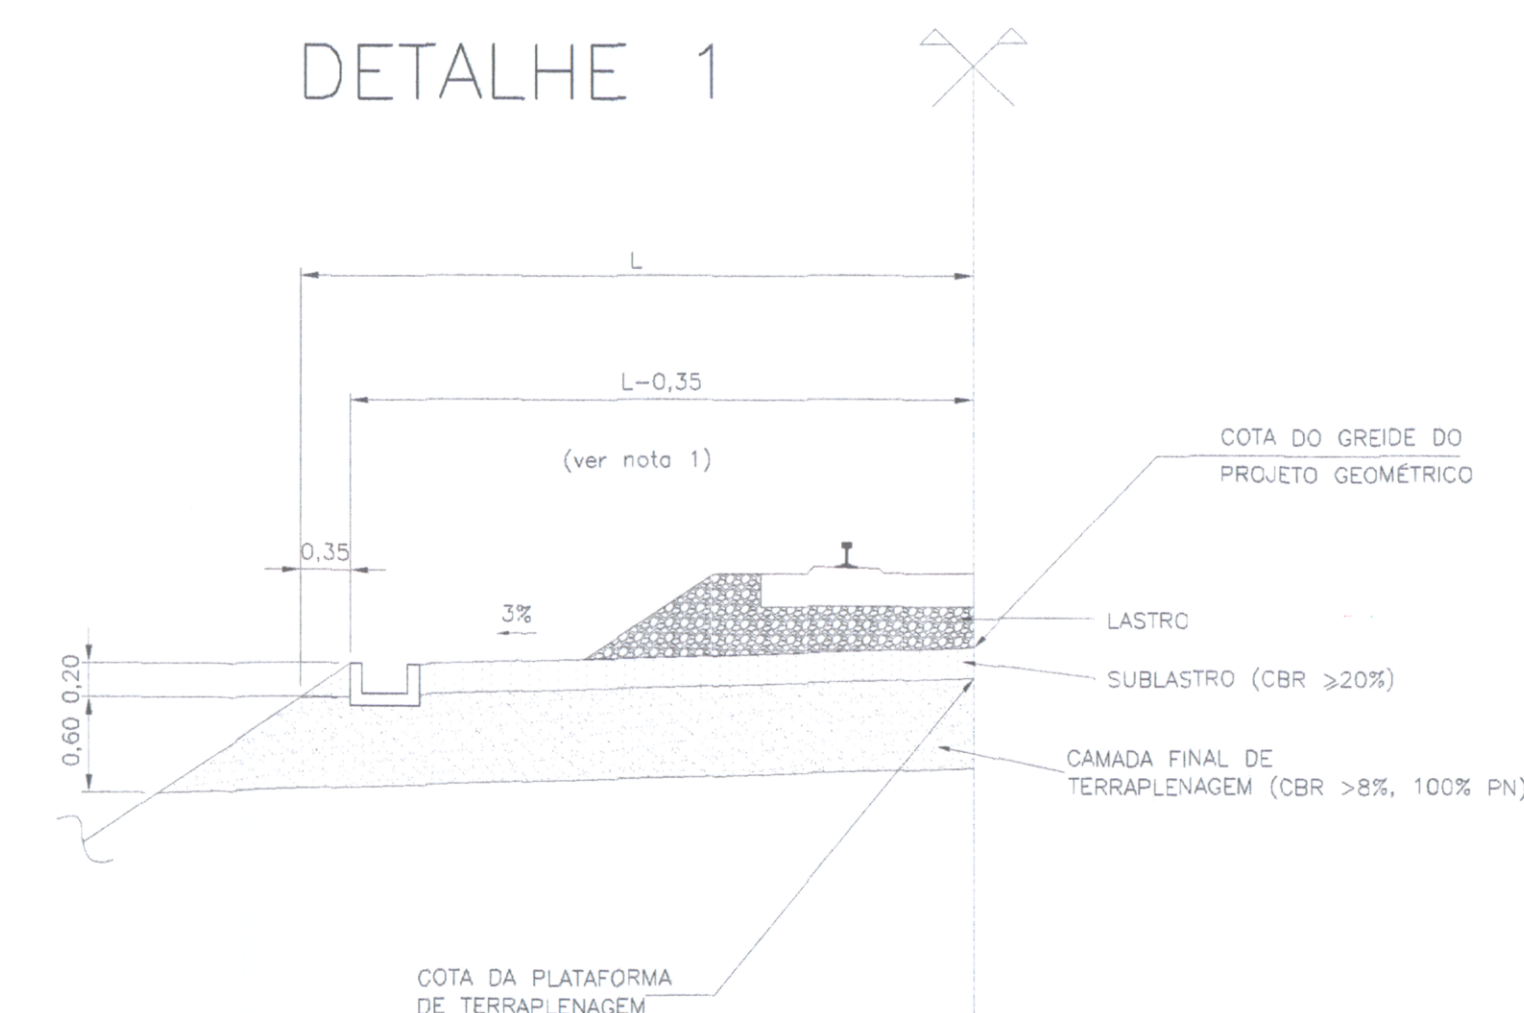 DETALHE 1
L
L-0,35
(ver nota 1)
COTA DO GREIDE DO
PROJETO GEOMÉTRICO
0,35
3%
LASTRO
0,20
SUBLASTRO (CBR ≥20%)
0,60
CAMADA FINAL DE
TERRAPLENAGEM (CBR >8%, 100% PN)
COTA DA PLATAFORMA
DE TERRAPLENAGEM